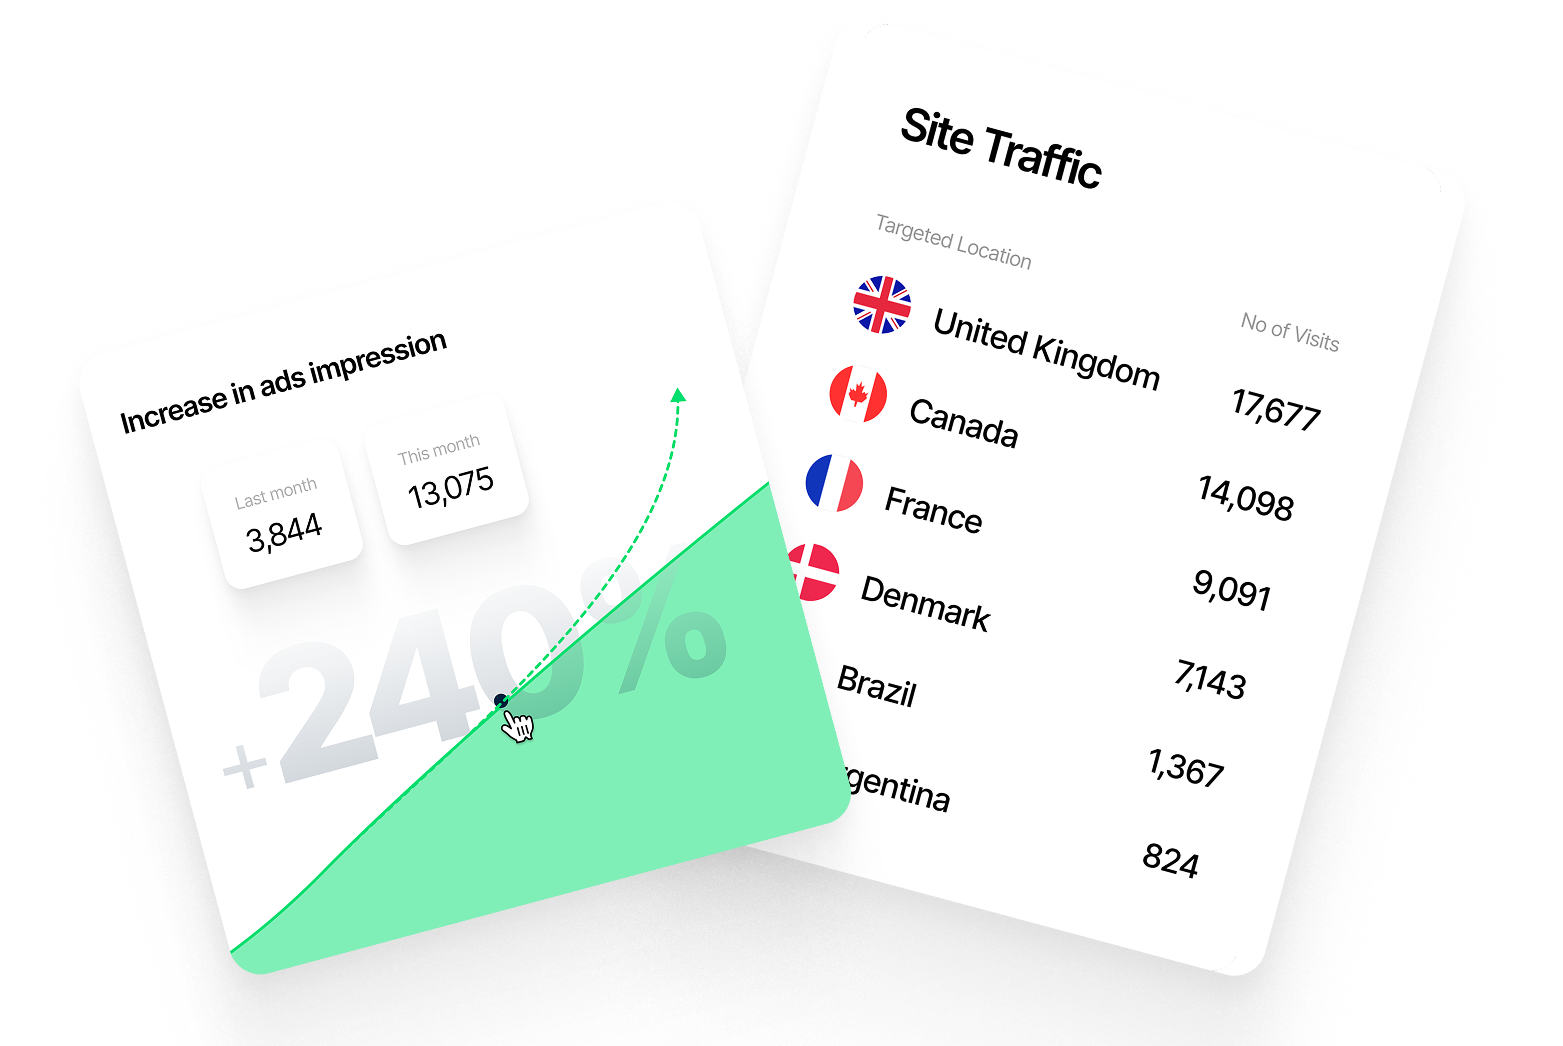 Increase in ads impression
Last month
3,844
This month
13,075
+240%
Site Traffic
Targeted Location
No of Visits
United Kingdom
17,677
Canada
14,098
France
9,091
Denmark
7,143
Brazil
1,367
rgentina
824